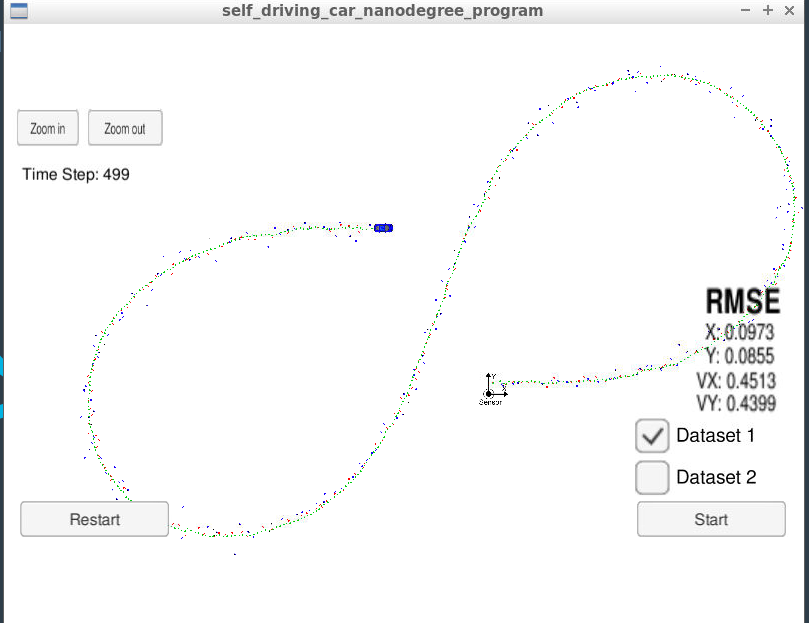 self_driving_car_nanodegree_program
Zoom in
Zoom out
Time Step: 499
RMSE
X: 0.0973
Y: 0.0855
VX: 0.4513
VY: 0.4399
Y
X
Sensor
Dataset 1
Dataset 2
Restart
Start